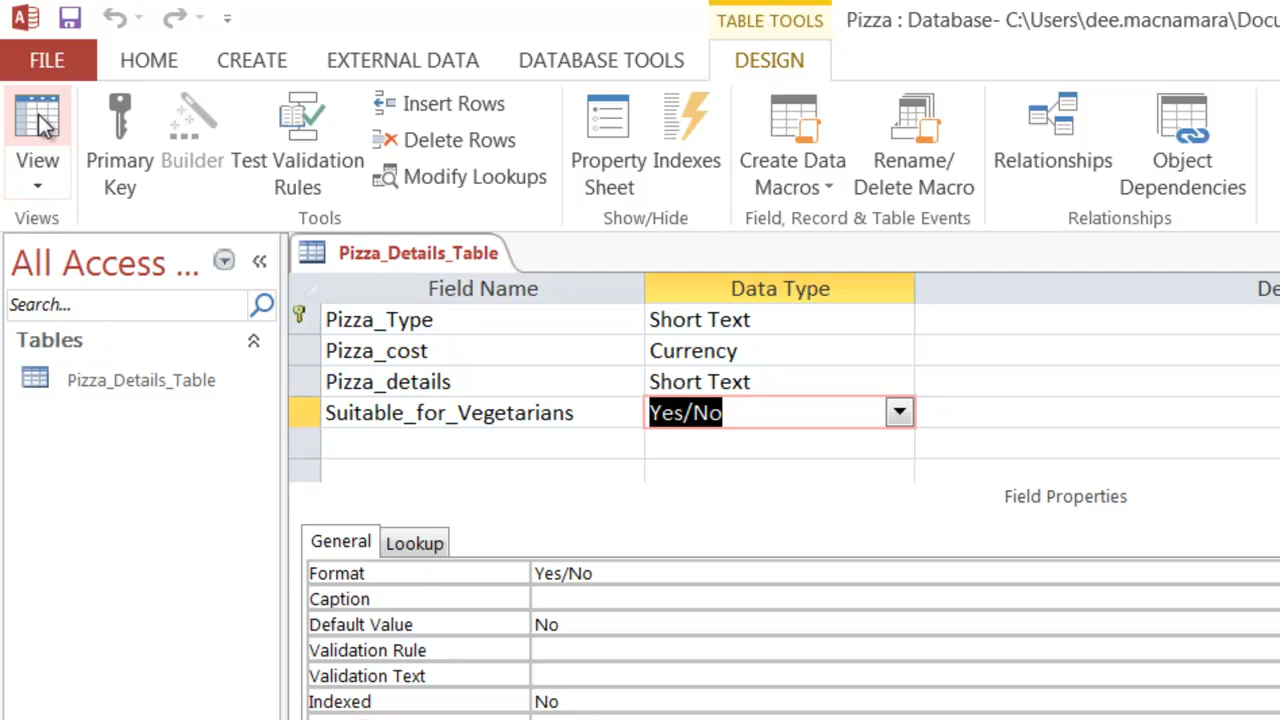 TABLE TOOLS
Pizza : Database- C:\Users\dee.macnamara\Docu
FILE HOME CREATE EXTERNAL DATA DATABASE TOOLS DESIGN
View
Views
Primary
Key
Builder
Test Validation
Rules
Insert Rows
Delete Rows
Modify Lookups
Tools
Property
Sheet
Indexes
Show/Hide
Create Data
Macros
Rename/
Delete Macro
Field, Record & Table Events
Relationships
Object
Dependencies
Relationships
All Access ...
Search...
Tables
Pizza_Details_Table
Pizza_Details_Table
Field Name Data Type De
Pizza_Type Short Text
Pizza_cost Currency
Pizza_details Short Text
Suitable_for_Vegetarians Yes/No
Field Properties
General Lookup
Format Yes/No
Caption
Default Value No
Validation Rule
Validation Text
Indexed No